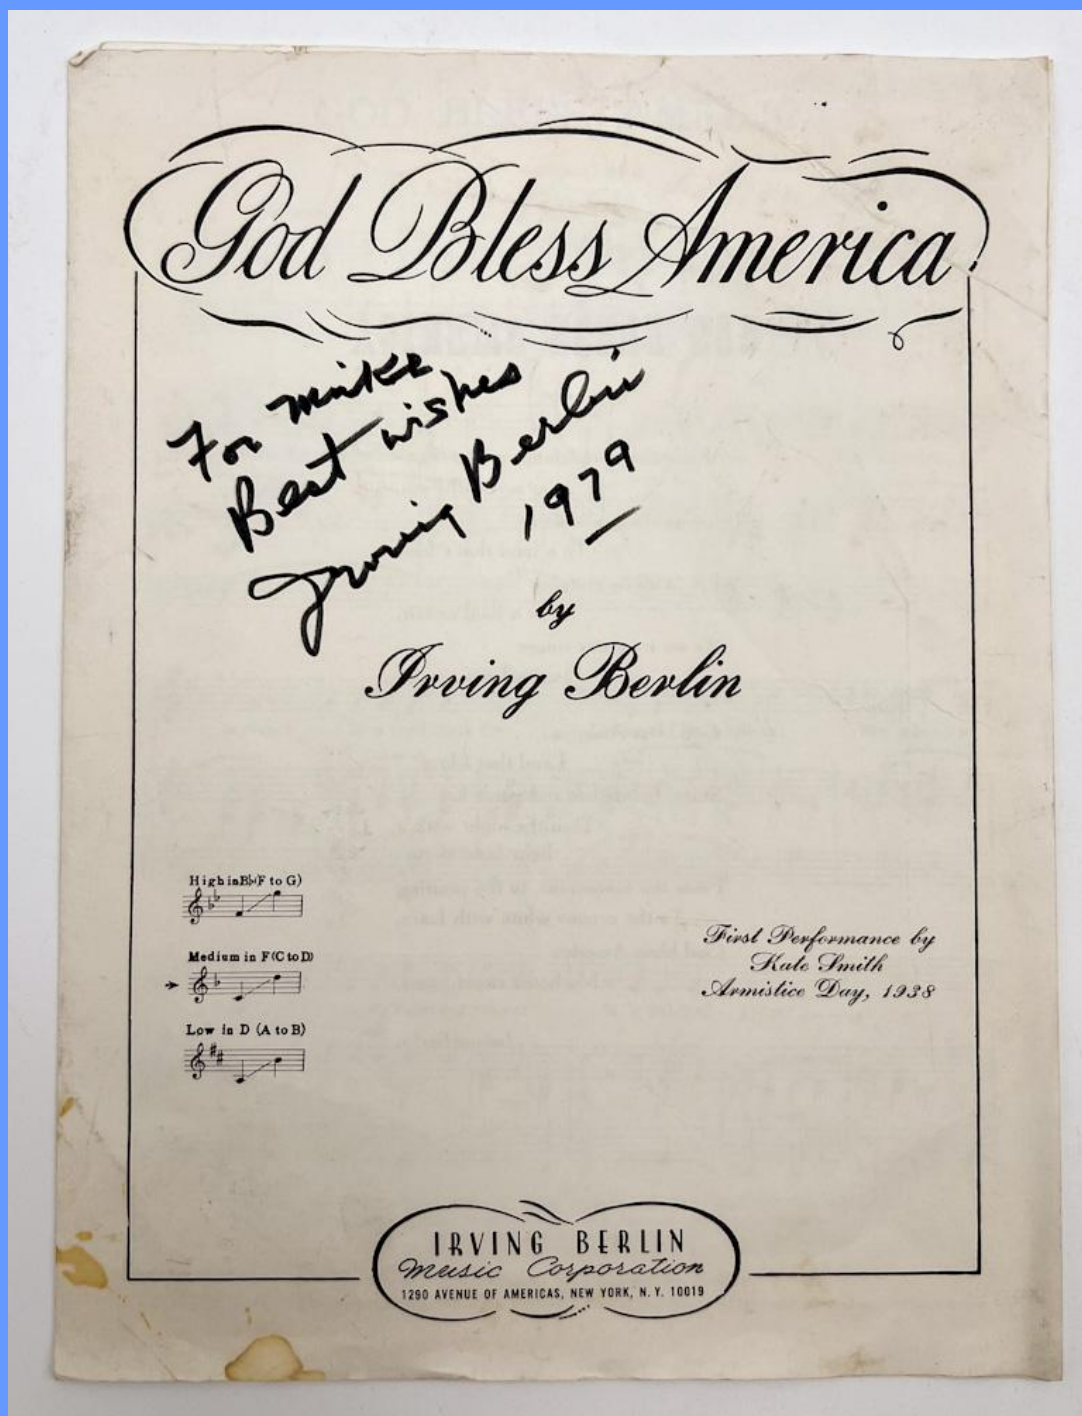 God Bless America
For Mike
Best wishes
Irving Berlin
1979
by
Irving Berlin
High in B♭(F to G)
Medium in F(C to D)
Low in D (A to B)
First Performance by
Kate Smith
Armistice Day, 1938
IRVING BERLIN
Music Corporation
1290 AVENUE OF AMERICAS, NEW YORK, N.Y. 10019